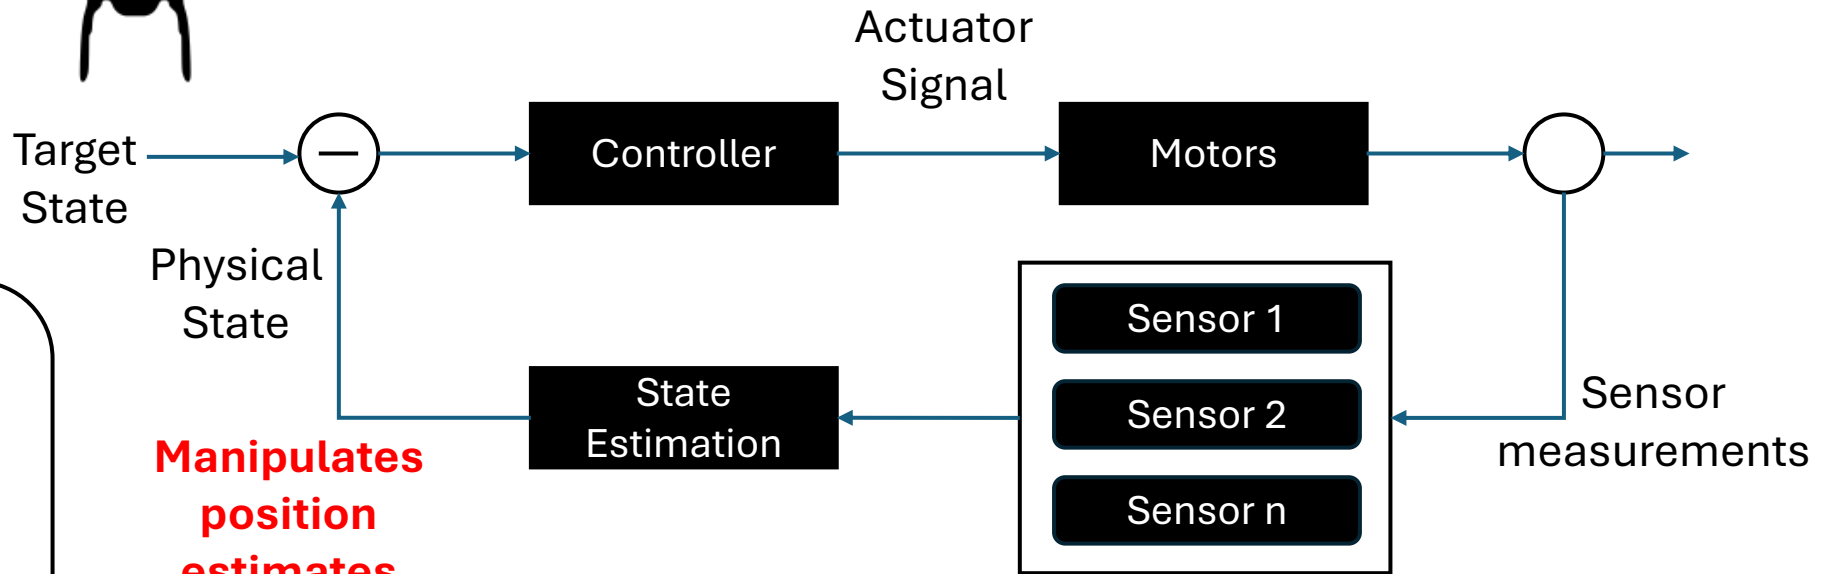 Actuator
Signal
Target
State
Controller
Motors
Physical
State
Sensor 1
Sensor 2
Sensor n
State
Estimation
Sensor
measurements
Manipulates
position
estimates